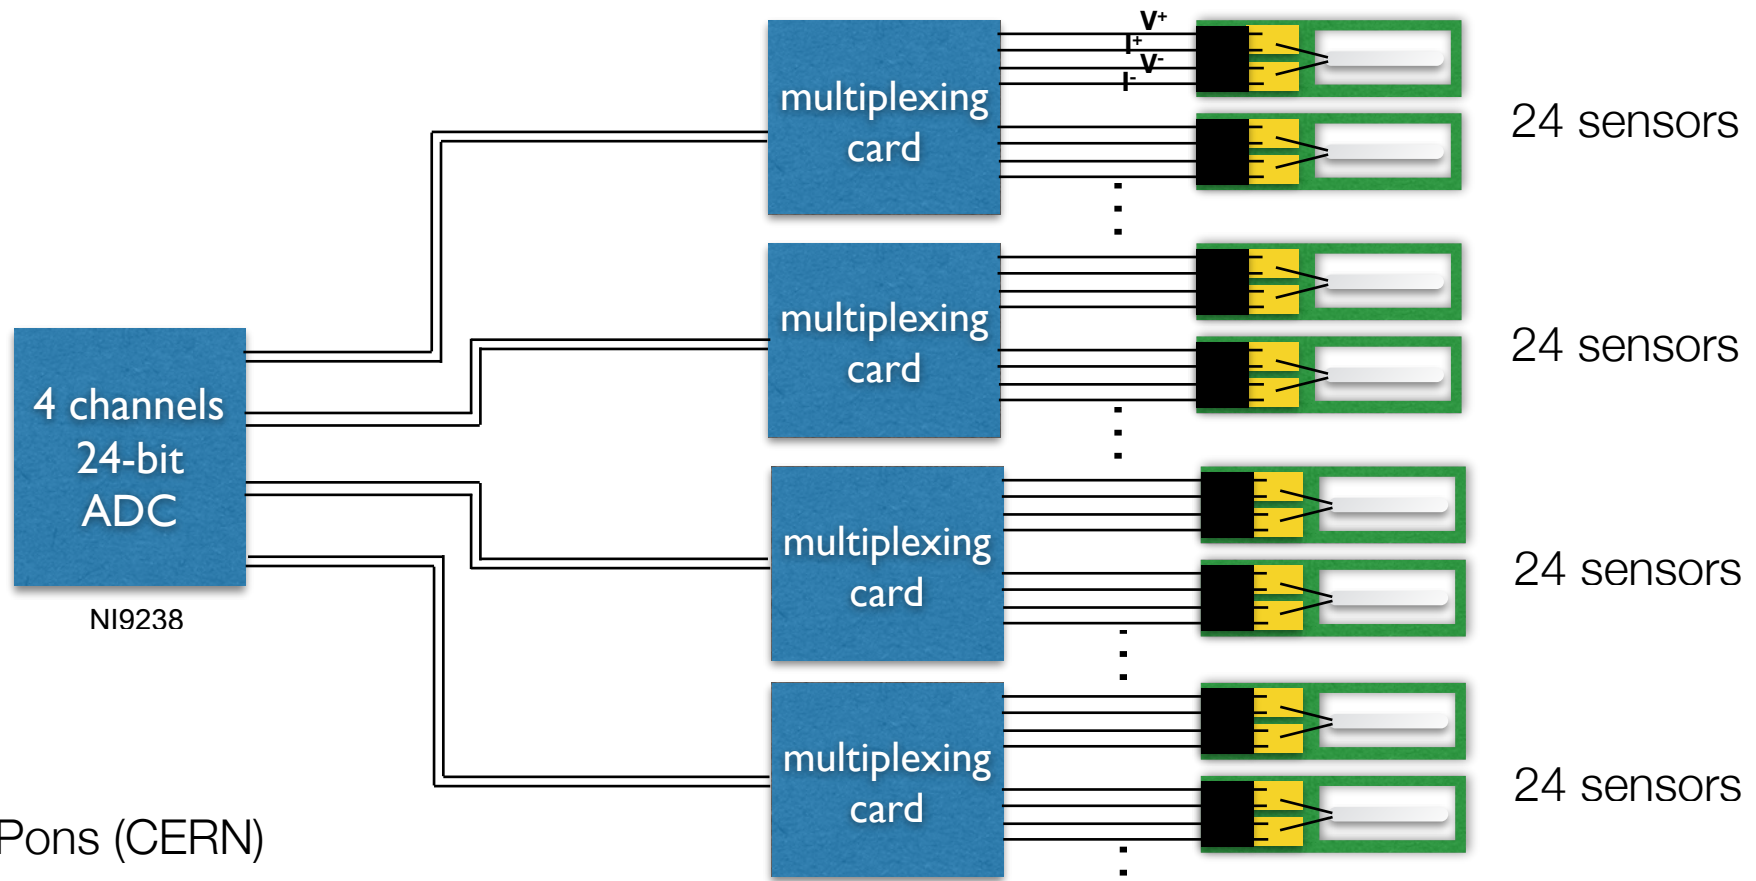 V+
I+
V-
I-
multiplexing
card
24 sensors
multiplexing
card
24 sensors
4 channels
24-bit
ADC
NI9238
multiplexing
card
24 sensors
multiplexing
card
24 sensors
Pons (CERN)